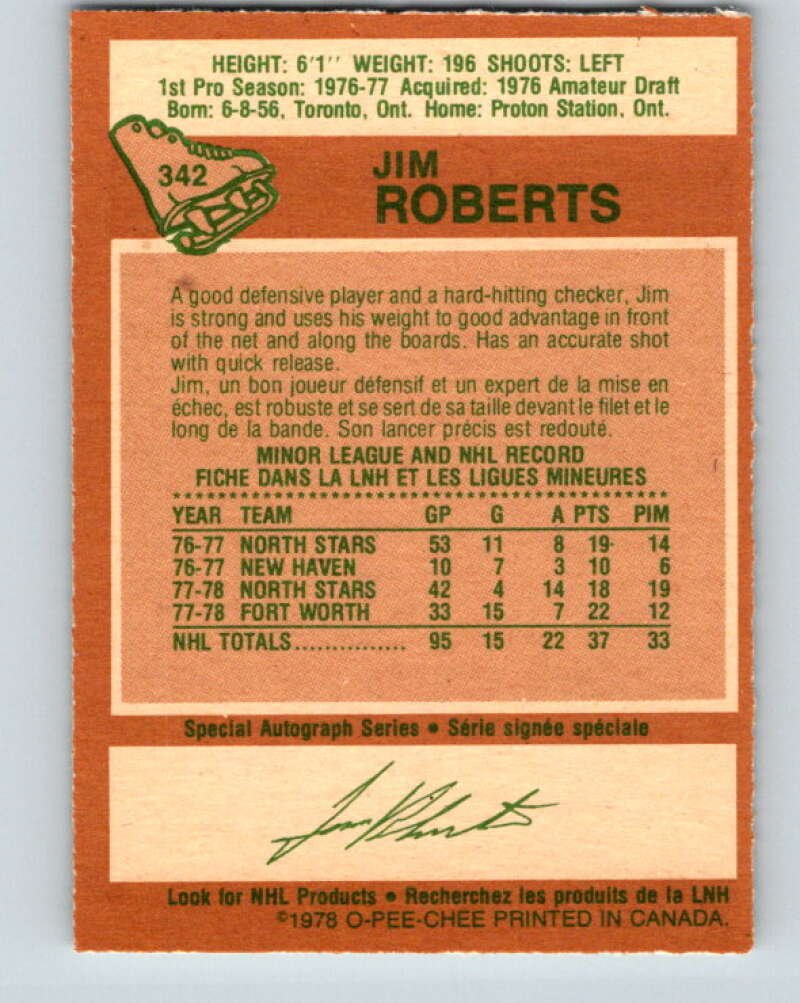 HEIGHT: 6'1'' WEIGHT: 196 SHOOTS: LEFT
1st Pro Season: 1976-77 Acquired: 1976 Amateur Draft
Born: 6-8-56, Toronto, Ont. Home: Proton Station, Ont.
342
JIM
ROBERTS
A good defensive player and a hard-hitting checker, Jim
is strong and uses his weight to good advantage in front
of the net and along the boards. Has an accurate shot
with quick release.
Jim, un bon joueur défensif et un expert de la mise en
échec, est robuste et se sert de sa taille devant le filet et le
long de la bande. Son lancer précis est redouté.
MINOR LEAGUE AND NHL RECORD
FICHE DANS LA LNH ET LES LIGUES MINEURES
YEAR TEAM GP G A PTS PIM
76-77 NORTH STARS 53 11 8 19 14
76-77 NEW HAVEN 10 7 3 10 6
77-78 NORTH STARS 42 4 14 18 19
77-78 FORT WORTH 33 15 7 22 12
NHL TOTALS............... 95 15 22 37 33
Special Autograph Series • Série signée spéciale
Jim Roberts
Look for NHL Products • Recherchez les produits de la LNH
©1978 O-PEE-CHEE PRINTED IN CANADA.